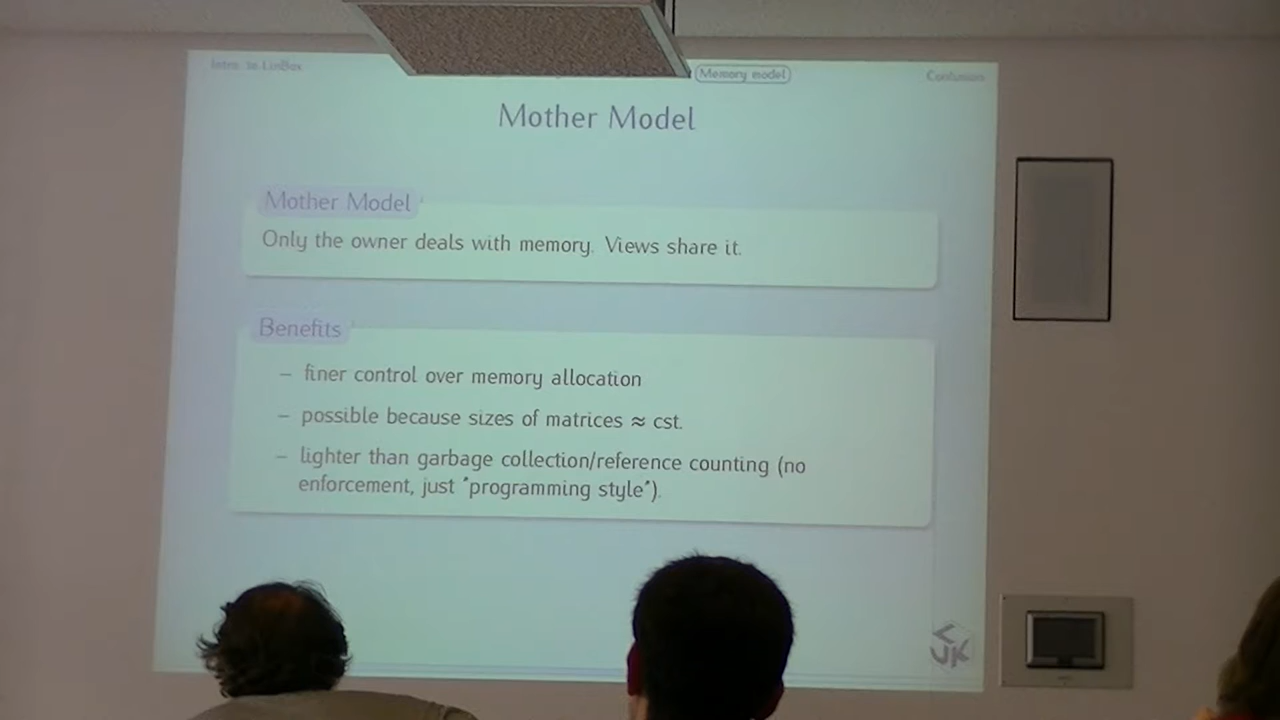 Intro to LinBox
Memory model
Conlusion
Mother Model
Mother Model
Only the owner deals with memory. Views share it.
Benefits
– finer control over memory allocation
– possible because sizes of matrices ≈ cst.
– lighter than garbage collection/reference counting (no
enforcement, just "programming style").